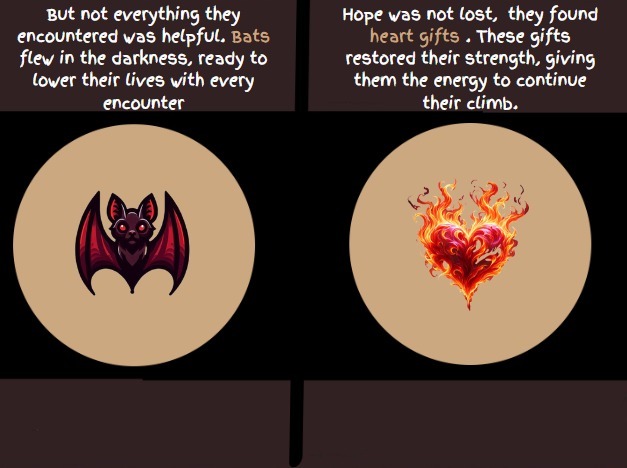 But not everything they
encountered was helpful. Bats
flew in the darkness, ready to
lower their lives with every
encounter
Hope was not lost, they found
heart gifts . These gifts
restored their strength, giving
them the energy to continue
their climb.